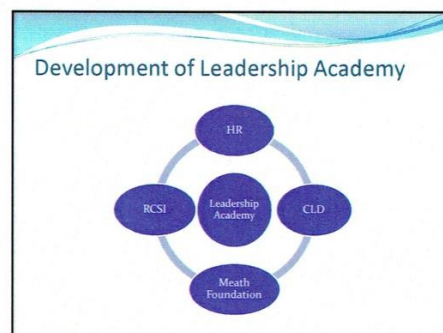 Development of Leadership Academy
HR
RCSI
Leadership
Academy
CLD
Meath
Foundation